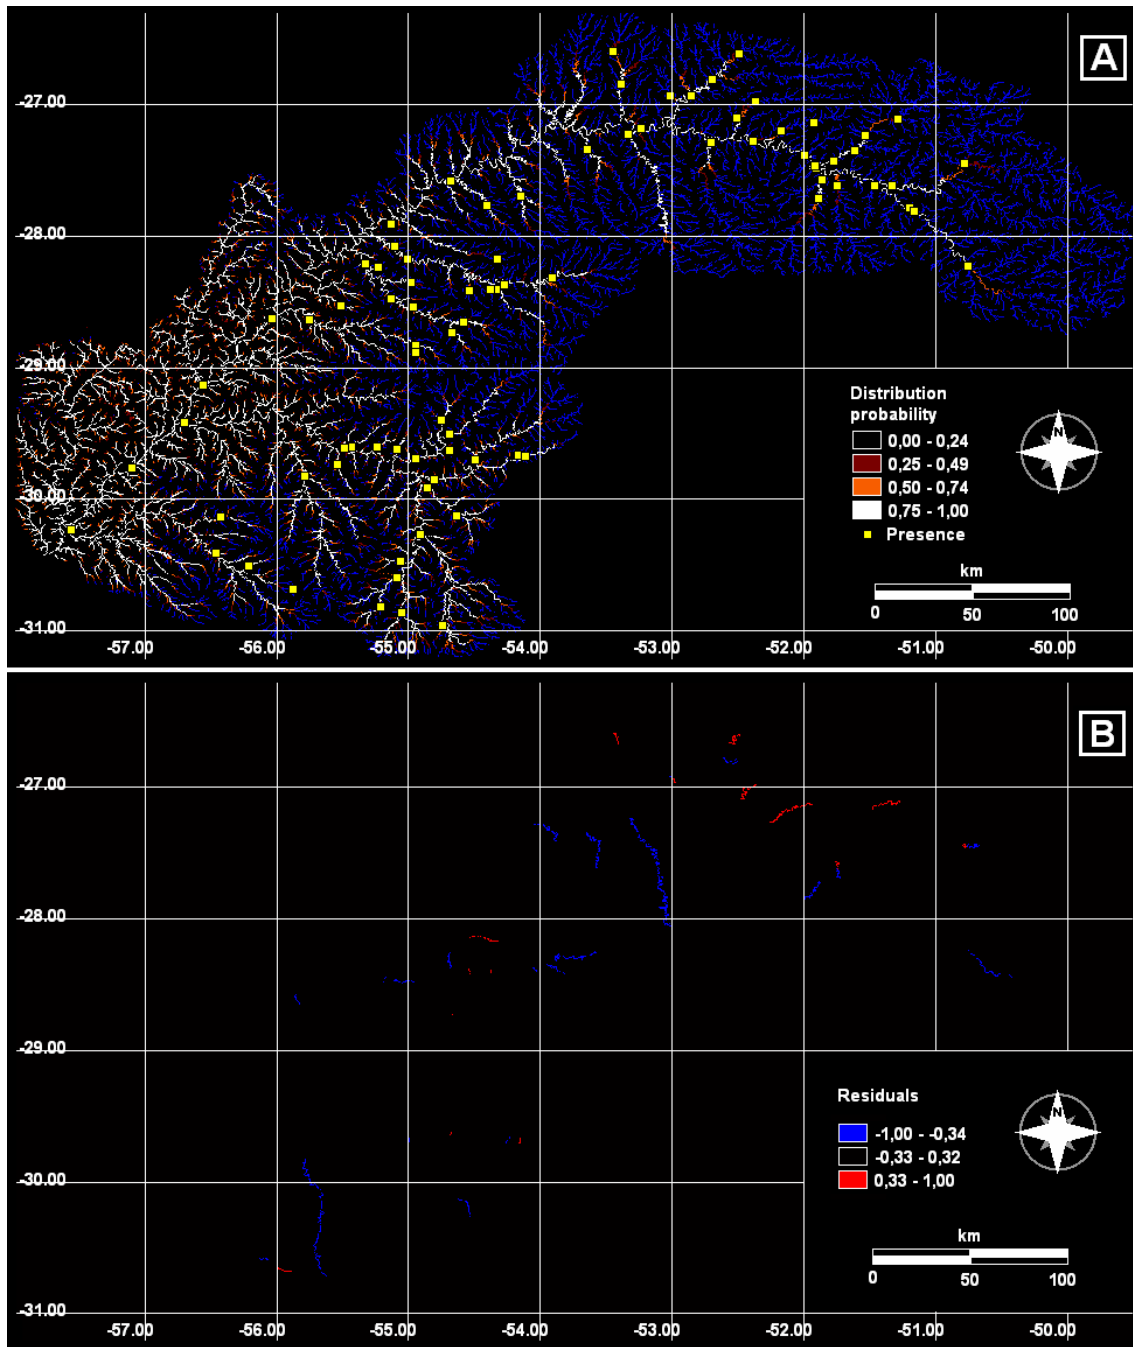 A
-27.00
-28.00
-29.00
-30.00
-31.00
-57.00 -56.00 -55.00 -54.00 -53.00 -52.00 -51.00 -50.00
Distribution
probability
0,00 - 0,24
0,25 - 0,49
0,50 - 0,74
0,75 - 1,00
Presence
N
km
0 50 100
B
-27.00
-28.00
-29.00
-30.00
-31.00
-57.00 -56.00 -55.00 -54.00 -53.00 -52.00 -51.00 -50.00
Residuals
-1,00 - -0,34
-0,33 - 0,32
0,33 - 1,00
N
km
0 50 100